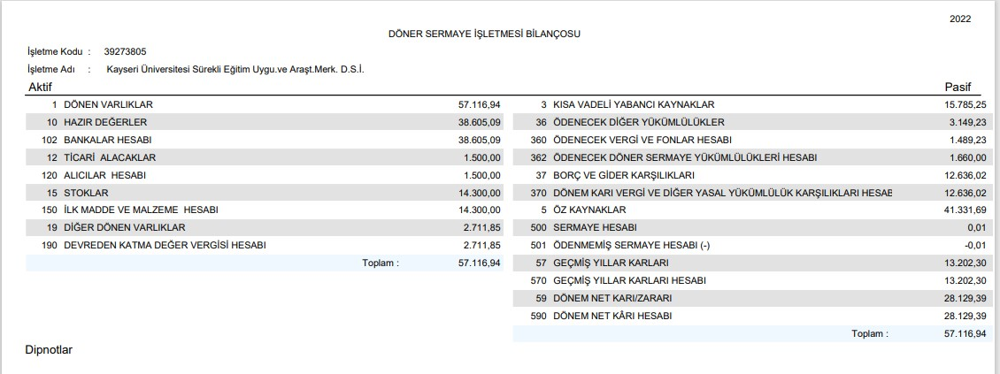 2022
DÖNER SERMAYE İŞLETMESİ BİLANÇOSU
İşletme Kodu : 39273805
İşletme Adı : Kayseri Üniversitesi Sürekli Eğitim Uygu.ve Araşt.Merk. D.S.İ.
Aktif
1 DÖNEN VARLIKLAR 57.116,94
10 HAZIR DEĞERLER 38.605,09
102 BANKALAR HESABI 38.605,09
12 TİCARİ ALACAKLAR 1.500,00
120 ALICILAR HESABI 1.500,00
15 STOKLAR 14.300,00
150 İLK MADDE VE MALZEME HESABI 14.300,00
19 DİĞER DÖNEN VARLIKLAR 2.711,85
190 DEVREDEN KATMA DEĞER VERGİSİ HESABI 2.711,85
Toplam : 57.116,94
Pasif
3 KISA VADELİ YABANCI KAYNAKLAR 15.785,25
36 ÖDENECEK DİĞER YÜKÜMLÜLÜKLER 3.149,23
360 ÖDENECEK VERGİ VE FONLAR HESABI 1.489,23
362 ÖDENECEK DÖNER SERMAYE YÜKÜMLÜLÜKLERİ HESABI 1.660,00
37 BORÇ VE GİDER KARŞILIKLARI 12.636,02
370 DÖNEM KARI VERGİ VE DİĞER YASAL YÜKÜMLÜLÜK KARŞILIKLARI HESAB 12.636,02
5 ÖZ KAYNAKLAR 41.331,69
500 SERMAYE HESABI 0,01
501 ÖDENMEMİŞ SERMAYE HESABI (-) -0,01
57 GEÇMİŞ YILLAR KARLARI 13.202,30
570 GEÇMİŞ YILLAR KARLARI HESABI 13.202,30
59 DÖNEM NET KARI/ZARARI 28.129,39
590 DÖNEM NET KÂRI HESABI 28.129,39
Toplam : 57.116,94
Dipnotlar